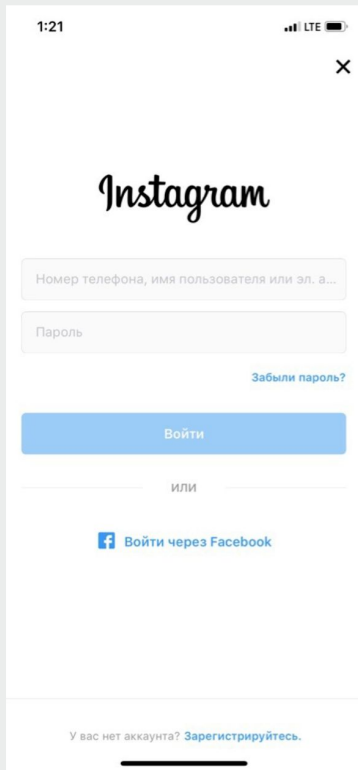 1:21
LTE
Instagram
Номер телефона, имя пользователя или эл. а...
Пароль
Забыли пароль?
Войти
или
Войти через Facebook
У вас нет аккаунта? Зарегистрируйтесь.